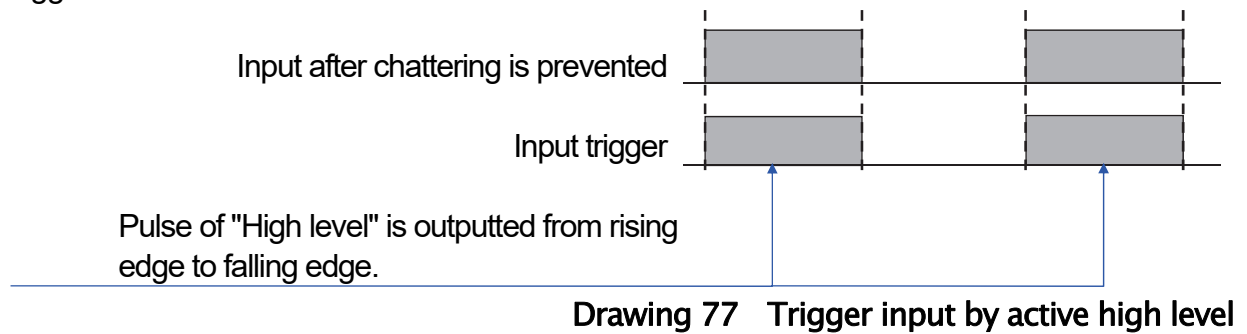 Input after chattering is prevented
Input trigger
Pulse of "High level" is outputted from rising
edge to falling edge.
Drawing 77 Trigger input by active high level